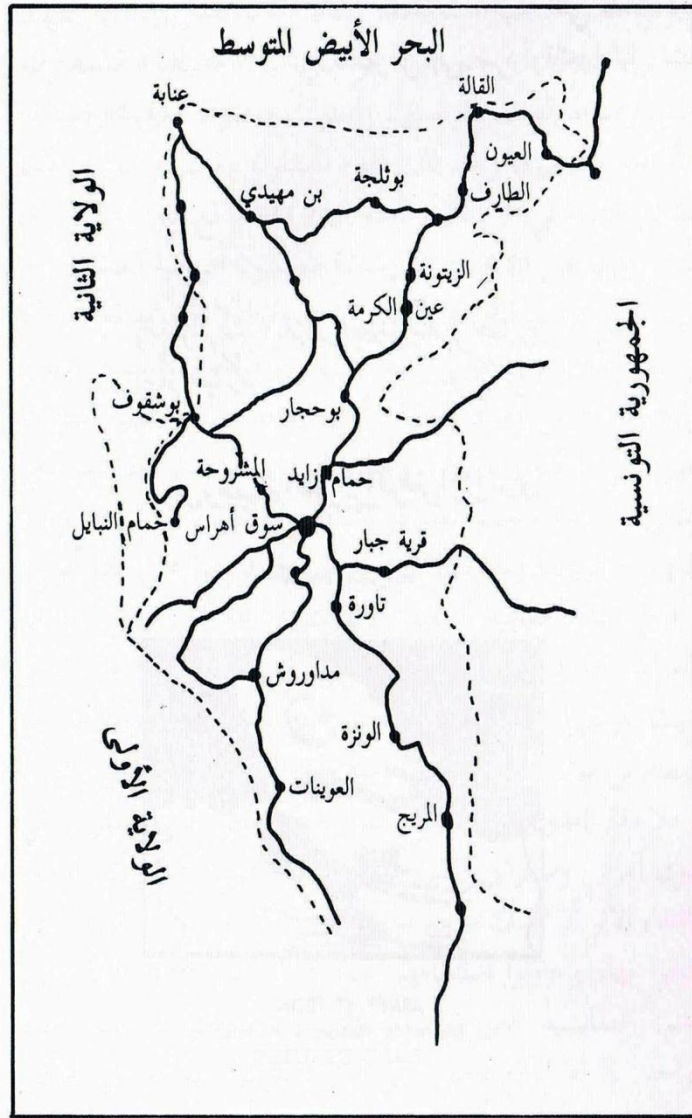 البحر الأبيض المتوسط
القالة
عنابة
العيون
بوثلجة
الطارف
بن مهيدي
الولاية الثانية
الزيتونة
عين الكرمة
الجمهورية التونسية
بوحجار
بوشقوف
حمام زايد
المشروحة
سوق أهراس
حمام النبايل
قرية جبار
تاورة
مداوروش
الونزة
الولاية الأولى
العوينات
المريج